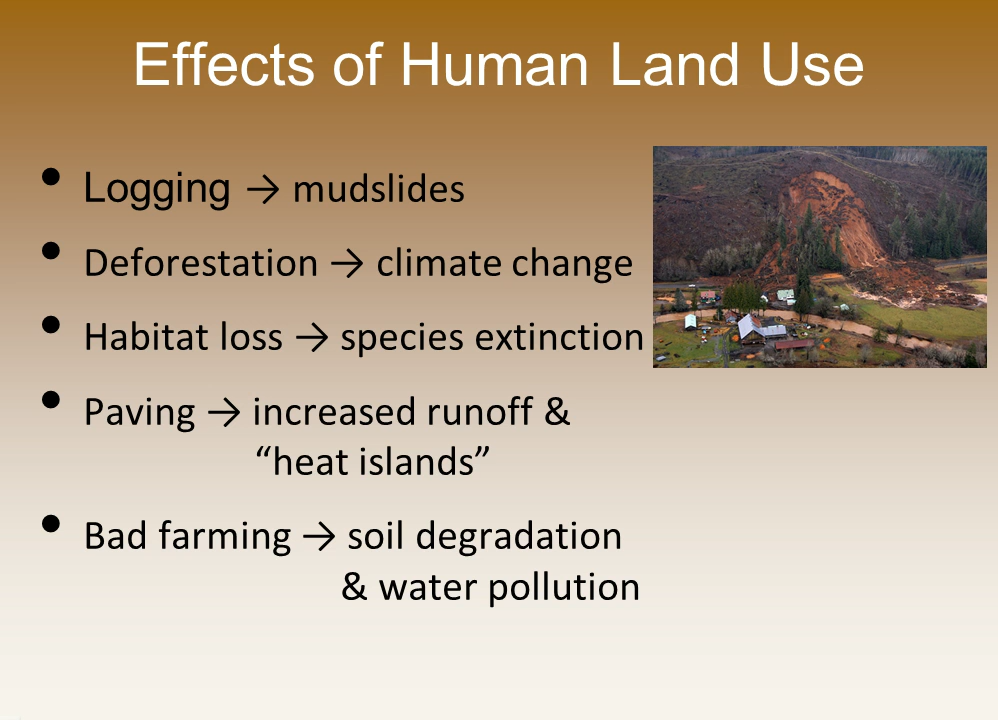 Effects of Human Land Use
• Logging → mudslides
• Deforestation → climate change
• Habitat loss → species extinction
• Paving → increased runoff &
“heat islands”
• Bad farming → soil degradation
& water pollution